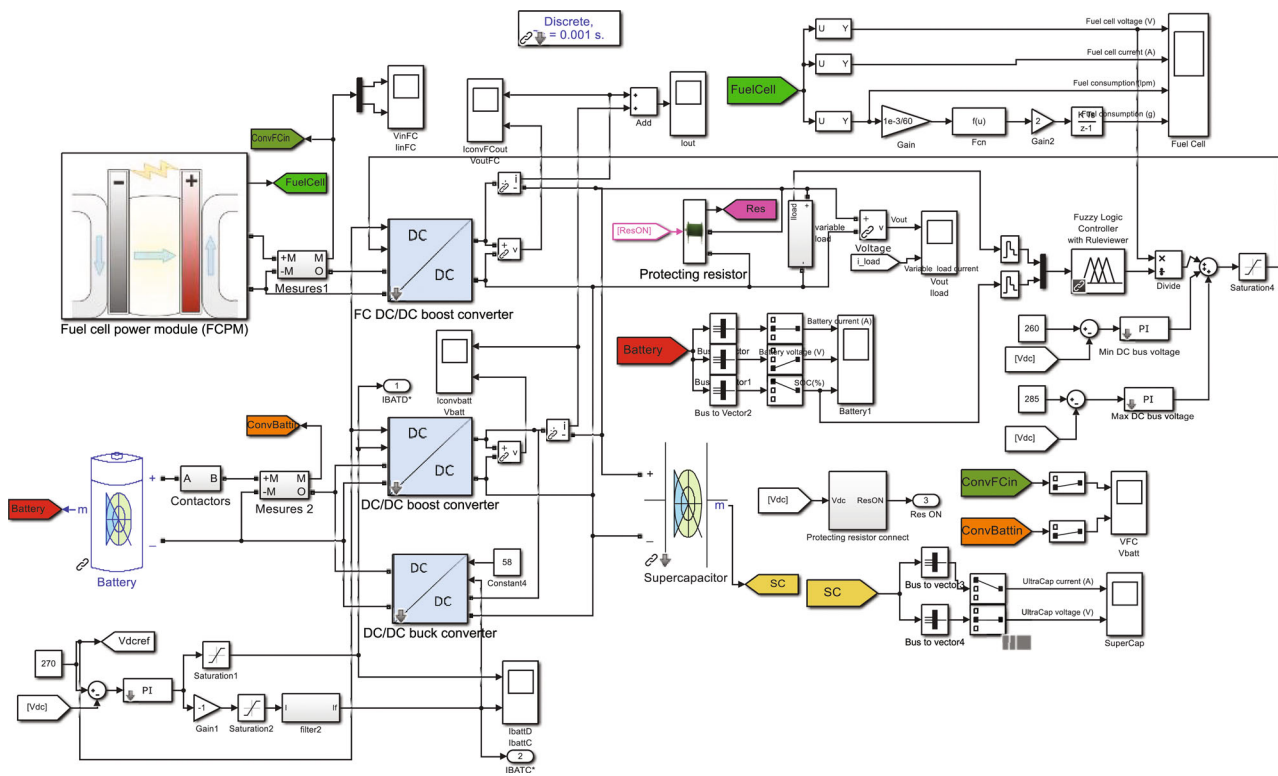 Discrete,
= 0.001 s.
Fuel cell voltage (V)
U Y
Fuel cell current (A)
U Y
FuelCell
Fuel consumption (lpm)
Fuel consumption (g)
U Y
1e-3/60
Gain
f(u)
Fcn
2
Gain2
K Ts
z-1
Fuel Cell
VinFC
IinFC
ConvFCin
IconvFCout
VoutFC
+
+
Add
Iout
FuelCell
−
+
Fuel cell power module (FCPM)
+M M
-M O
Mesures1
DC
DC
FC DC/DC boost converter
i
+
-
+
-
v
Res
[ResON]
Protecting resistor
Iload
+
variable
load
+
-
v
Voltage
Vout
i_load
Variable load current
Vout
Iload
Fuzzy Logic
Controller
with Ruleviewer
×
÷
Divide
Saturation4
260
[Vdc]
PI
Min DC bus voltage
285
[Vdc]
PI
Max DC bus voltage
Battery
Battery current (A)
Battery voltage (V)
SOC(%)
Bus to Vector2
Battery1
Iconvbatt
Vbatt
1
IBATD*
ConvBattin
A B
Contactors
+M M
-M O
Mesures 2
Battery
m
+
−
Battery
DC
DC
DC/DC boost converter
i
+
-
+
-
v
DC
DC
DC/DC buck converter
58
Constant4
+
−
m
Supercapacitor
SC
[Vdc]
Vdc ResON
Protecting resistor connect
3
Res ON
ConvFCin
ConvBattin
VFC
Vbatt
SC
Bus to vector3
Bus to vector4
UltraCap current (A)
UltraCap voltage (V)
SuperCap
Vdcref
270
[Vdc]
PI
Saturation1
-1
Gain1
Saturation2
I If
filter2
IbattD
IbattC
2
IBATC*